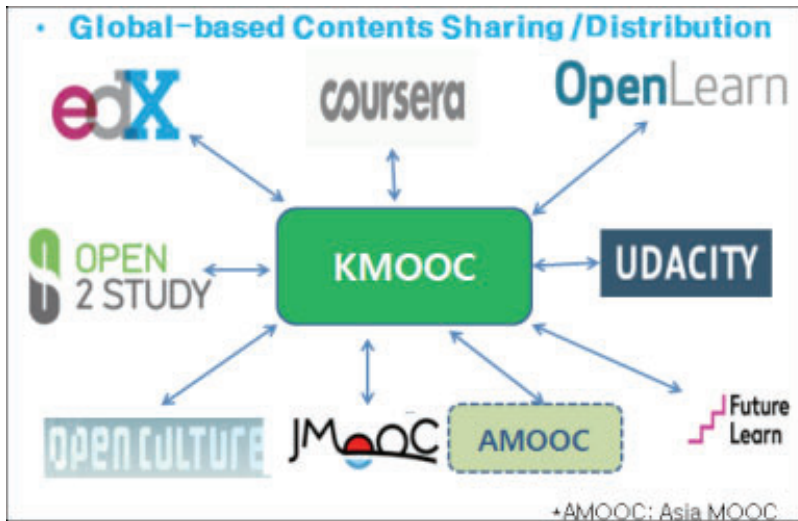 • Global-based Contents Sharing /Distribution
edX
coursera
OpenLearn
OPEN
2 STUDY
KMOOC
UDACITY
OPEN CULTURE
JMOOC
AMOOC
Future
Learn
*AMOOC: Asia MOOC